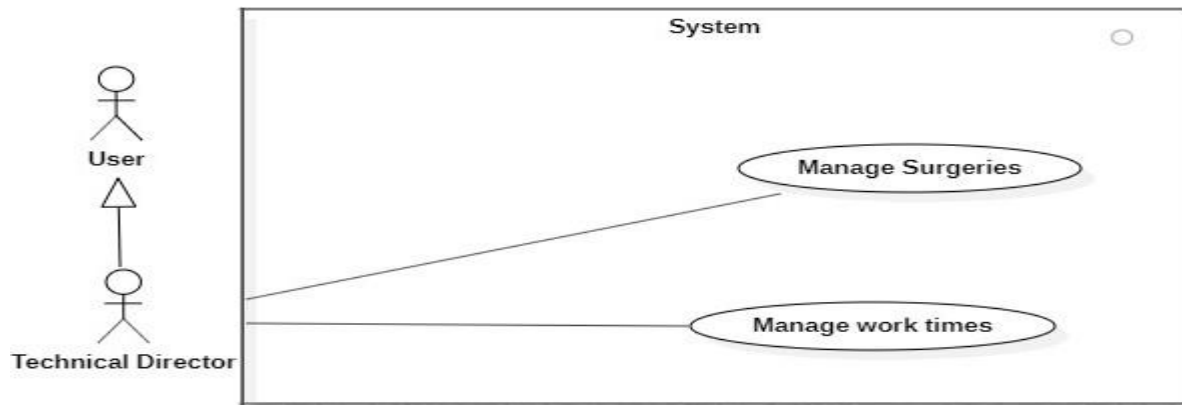 System
User
Manage Surgeries
Manage work times
Technical Director